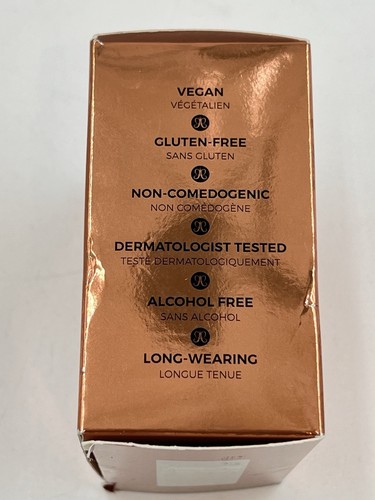 VEGAN
VÉGÉTALIEN
GLUTEN-FREE
SANS GLUTEN
NON-COMEDOGENIC
NON COMÉDOGÈNE
DERMATOLOGIST TESTED
TESTÉ DERMATOLOGIQUEMENT
ALCOHOL FREE
SANS ALCOHOL
LONG-WEARING
LONGUE TENUE